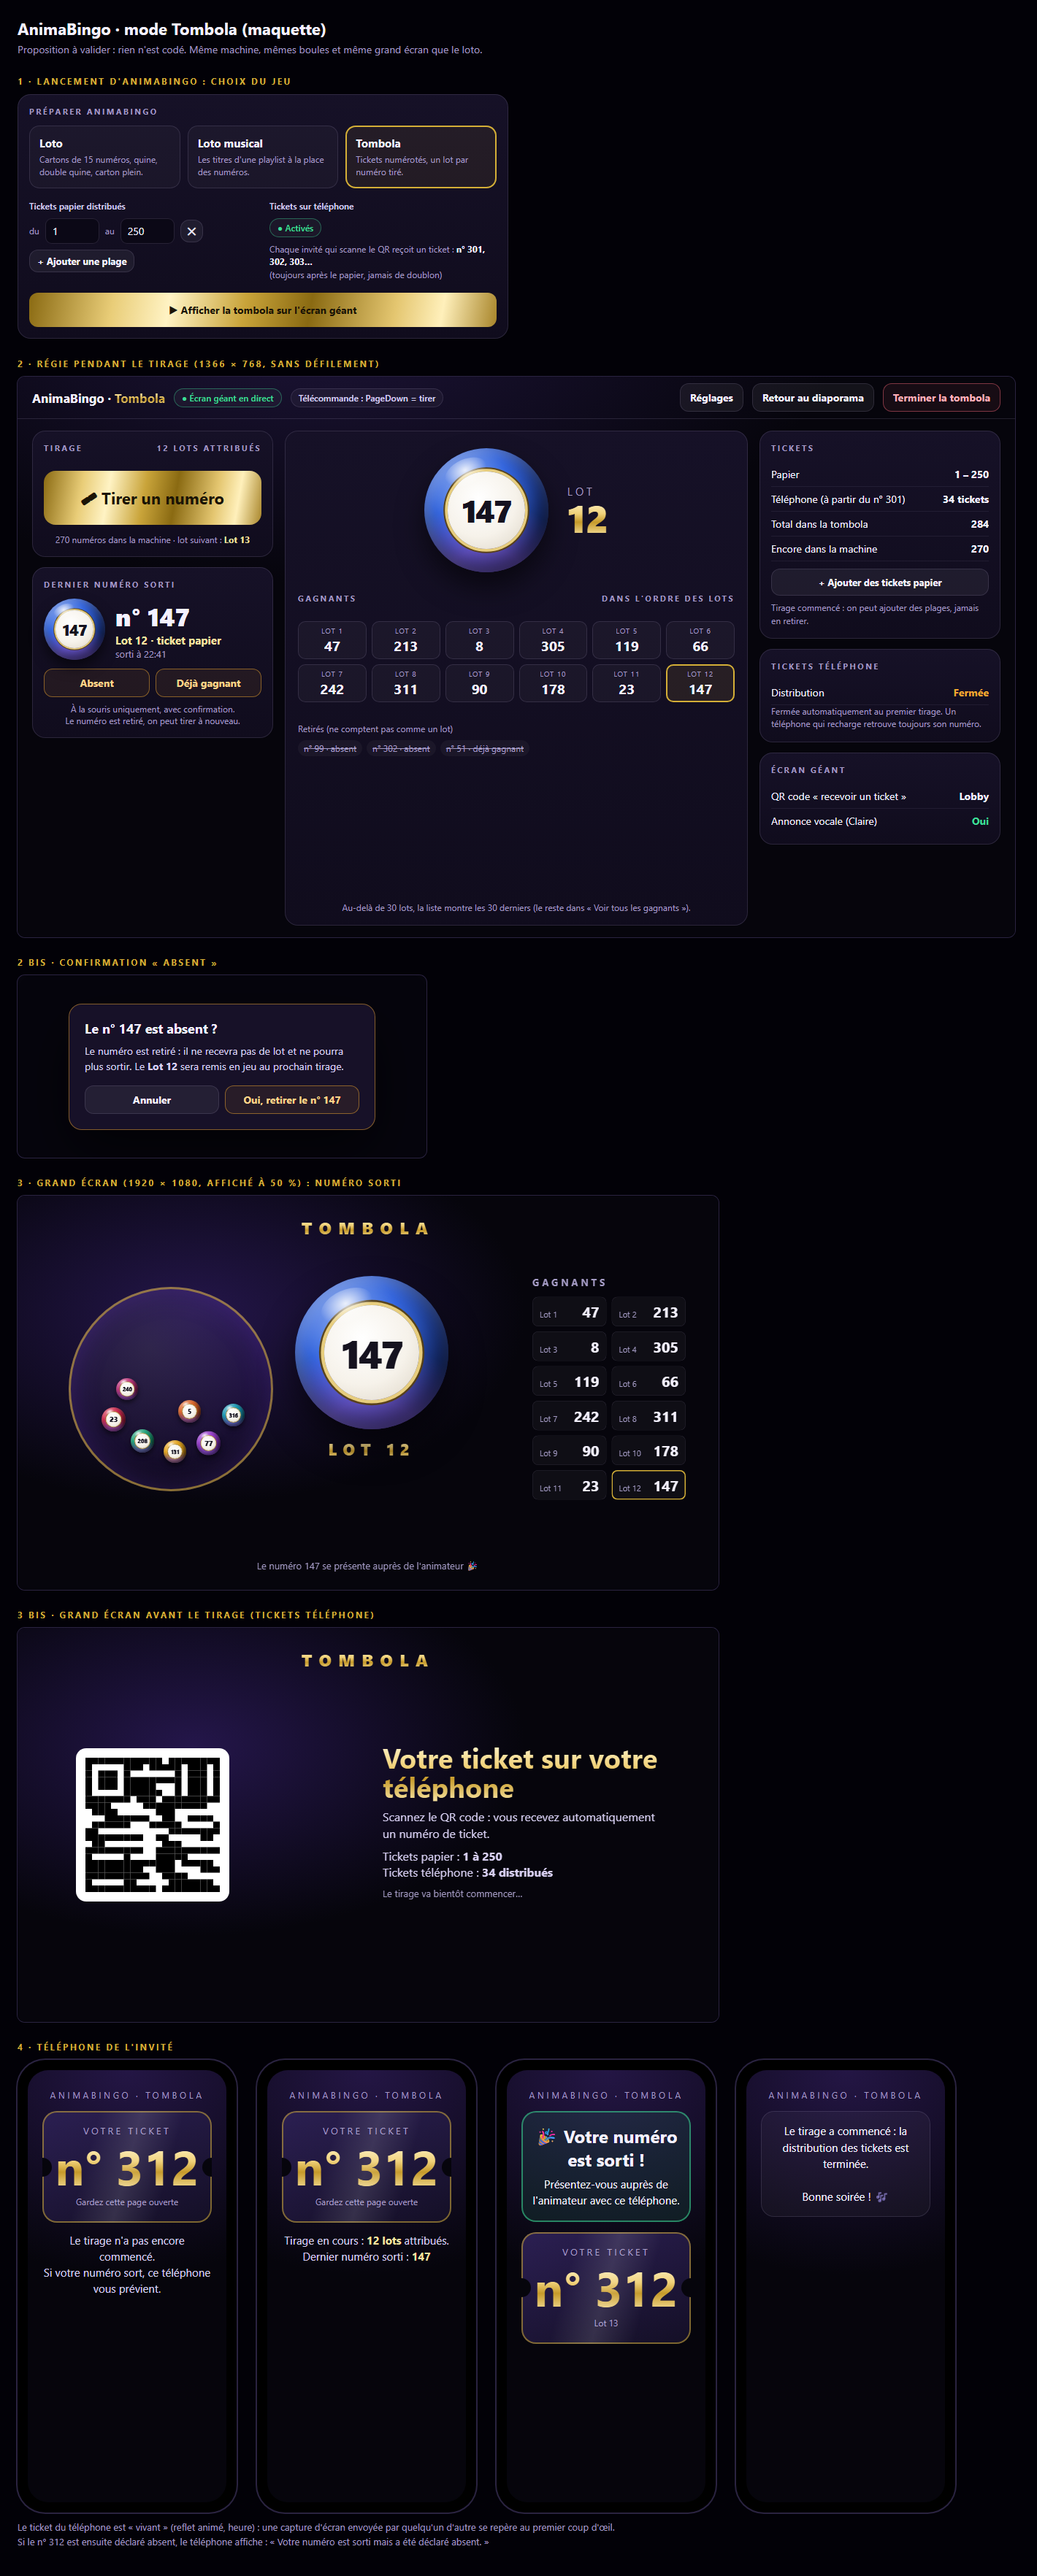 AnimaBingo · mode Tombola (maquette)
Proposition à valider : rien n'est codé. Même machine, mêmes boules et même grand écran que le loto.
1 · LANCEMENT D'ANIMABINGO : CHOIX DU JEU
PRÉPARER ANIMABINGO
Loto
Cartons de 15 numéros, quine,
double quine, carton plein.
Loto musical
Les titres d'une playlist à la place
des numéros.
Tombola
Tickets numérotés, un lot par
numéro tiré.
Tickets papier distribués
du 1 au 250 ✕
+ Ajouter une plage
Tickets sur téléphone
● Activés
Chaque invité qui scanne le QR reçoit un ticket : n° 301,
302, 303…
(toujours après le papier, jamais de doublon)
▶ Afficher la tombola sur l'écran géant
2 · RÉGIE PENDANT LE TIRAGE (1366 × 768, SANS DÉFILEMENT)
AnimaBingo · Tombola
● Écran géant en direct
Télécommande : PageDown = tirer
Réglages
Retour au diaporama
Terminer la tombola
TIRAGE
12 LOTS ATTRIBUÉS
Tirer un numéro
270 numéros dans la machine · lot suivant : Lot 13
DERNIER NUMÉRO SORTI
147
n° 147
Lot 12 · ticket papier
sorti à 22:41
Absent
Déjà gagnant
À la souris uniquement, avec confirmation.
Le numéro est retiré, on peut tirer à nouveau.
147
LOT
12
GAGNANTS
DANS L'ORDRE DES LOTS
LOT 1
47
LOT 2
213
LOT 3
8
LOT 4
305
LOT 5
119
LOT 6
66
LOT 7
242
LOT 8
311
LOT 9
90
LOT 10
178
LOT 11
23
LOT 12
147
Retirés (ne comptent pas comme un lot)
n° 99 · absent
n° 302 · absent
n° 51 · déjà gagnant
Au-delà de 30 lots, la liste montre les 30 derniers (le reste dans « Voir tous les gagnants »).
TICKETS
Papier 1 – 250
Téléphone (à partir du n° 301) 34 tickets
Total dans la tombola 284
Encore dans la machine 270
+ Ajouter des tickets papier
Tirage commencé : on peut ajouter des plages, jamais
en retirer.
TICKETS TÉLÉPHONE
Distribution Fermée
Fermée automatiquement au premier tirage. Un
téléphone qui recharge retrouve toujours son numéro.
ÉCRAN GÉANT
QR code « recevoir un ticket » Lobby
Annonce vocale (Claire) Oui
2 BIS · CONFIRMATION « ABSENT »
Le n° 147 est absent ?
Le numéro est retiré : il ne recevra pas de lot et ne pourra
plus sortir. Le Lot 12 sera remis en jeu au prochain tirage.
Annuler
Oui, retirer le n° 147
3 · GRAND ÉCRAN (1920 × 1080, AFFICHÉ À 50 %) : NUMÉRO SORTI
TOMBOLA
240
23
208
131
5
77
316
147
LOT 12
GAGNANTS
Lot 1 47
Lot 2 213
Lot 3 8
Lot 4 305
Lot 5 119
Lot 6 66
Lot 7 242
Lot 8 311
Lot 9 90
Lot 10 178
Lot 11 23
Lot 12 147
Le numéro 147 se présente auprès de l'animateur 🎉
3 BIS · GRAND ÉCRAN AVANT LE TIRAGE (TICKETS TÉLÉPHONE)
TOMBOLA
Votre ticket sur votre
téléphone
Scannez le QR code : vous recevez automatiquement
un numéro de ticket.
Tickets papier : 1 à 250
Tickets téléphone : 34 distribués
Le tirage va bientôt commencer…
4 · TÉLÉPHONE DE L'INVITÉ
ANIMABINGO · TOMBOLA
VOTRE TICKET
n° 312
Gardez cette page ouverte
Le tirage n'a pas encore
commencé.
Si votre numéro sort, ce téléphone
vous prévient.
ANIMABINGO · TOMBOLA
VOTRE TICKET
n° 312
Gardez cette page ouverte
Tirage en cours : 12 lots attribués.
Dernier numéro sorti : 147
ANIMABINGO · TOMBOLA
🎉 Votre numéro
est sorti !
Présentez-vous auprès de
l'animateur avec ce téléphone.
VOTRE TICKET
n° 312
Lot 13
ANIMABINGO · TOMBOLA
Le tirage a commencé : la
distribution des tickets est
terminée.
Bonne soirée ! 🎶
Le ticket du téléphone est « vivant » (reflet animé, heure) : une capture d'écran envoyée par quelqu'un d'autre se repère au premier coup d'œil.
Si le n° 312 est ensuite déclaré absent, le téléphone affiche : « Votre numéro est sorti mais a été déclaré absent. »